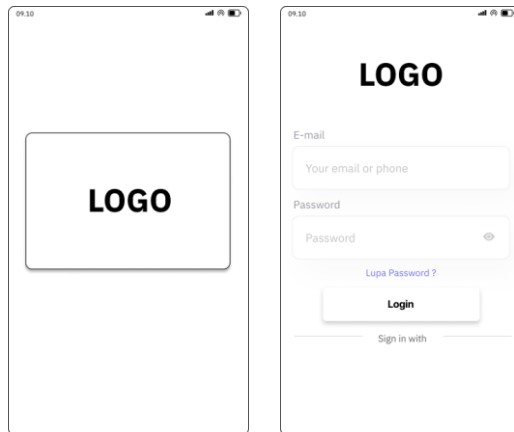 09.10
LOGO
09.10
LOGO
E-mail
Your email or phone
Password
Password
Lupa Password ?
Login
Sign in with